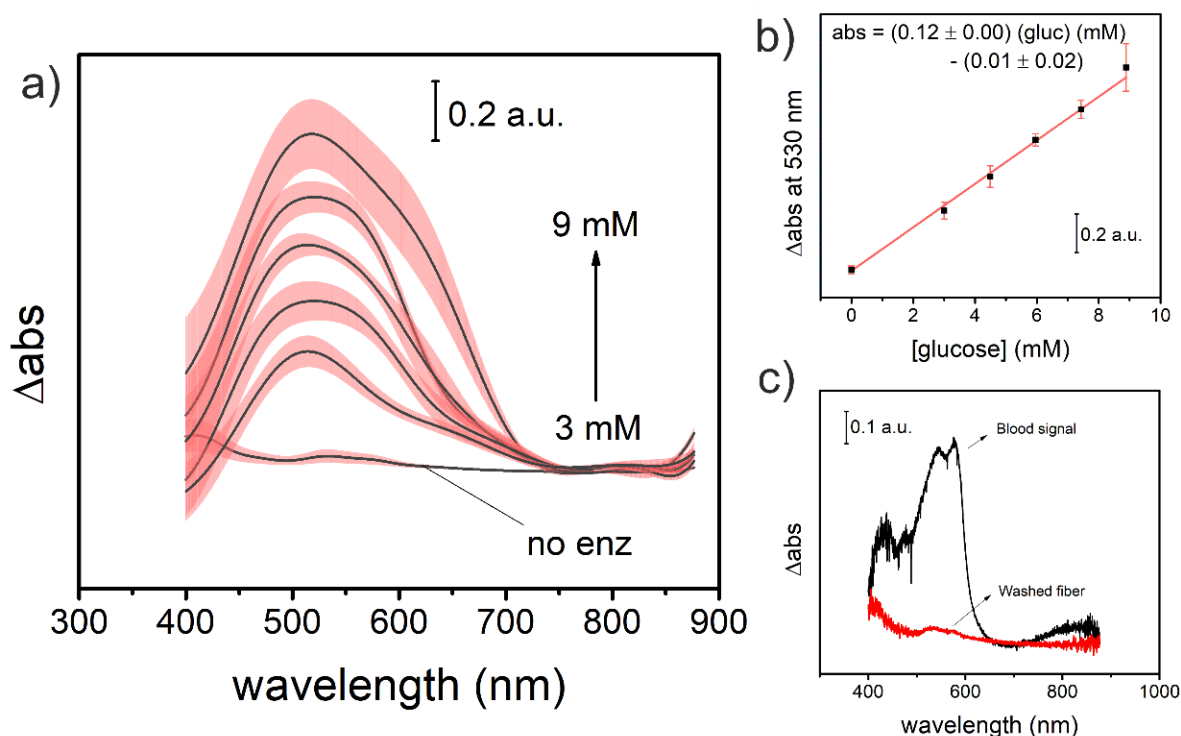 a)
0.2 a.u.
9 mM
3 mM
no enz
Δabs
300 400 500 600 700 800 900
wavelength (nm)
b)
abs = (0.12 ± 0.00) (gluc) (mM)
- (0.01 ± 0.02)
Δabs at 530 nm
0.2 a.u.
0 2 4 6 8 10
[glucose] (mM)
c)
0.1 a.u.
Blood signal
Washed fiber
Δabs
400 600 800 1000
wavelength (nm)